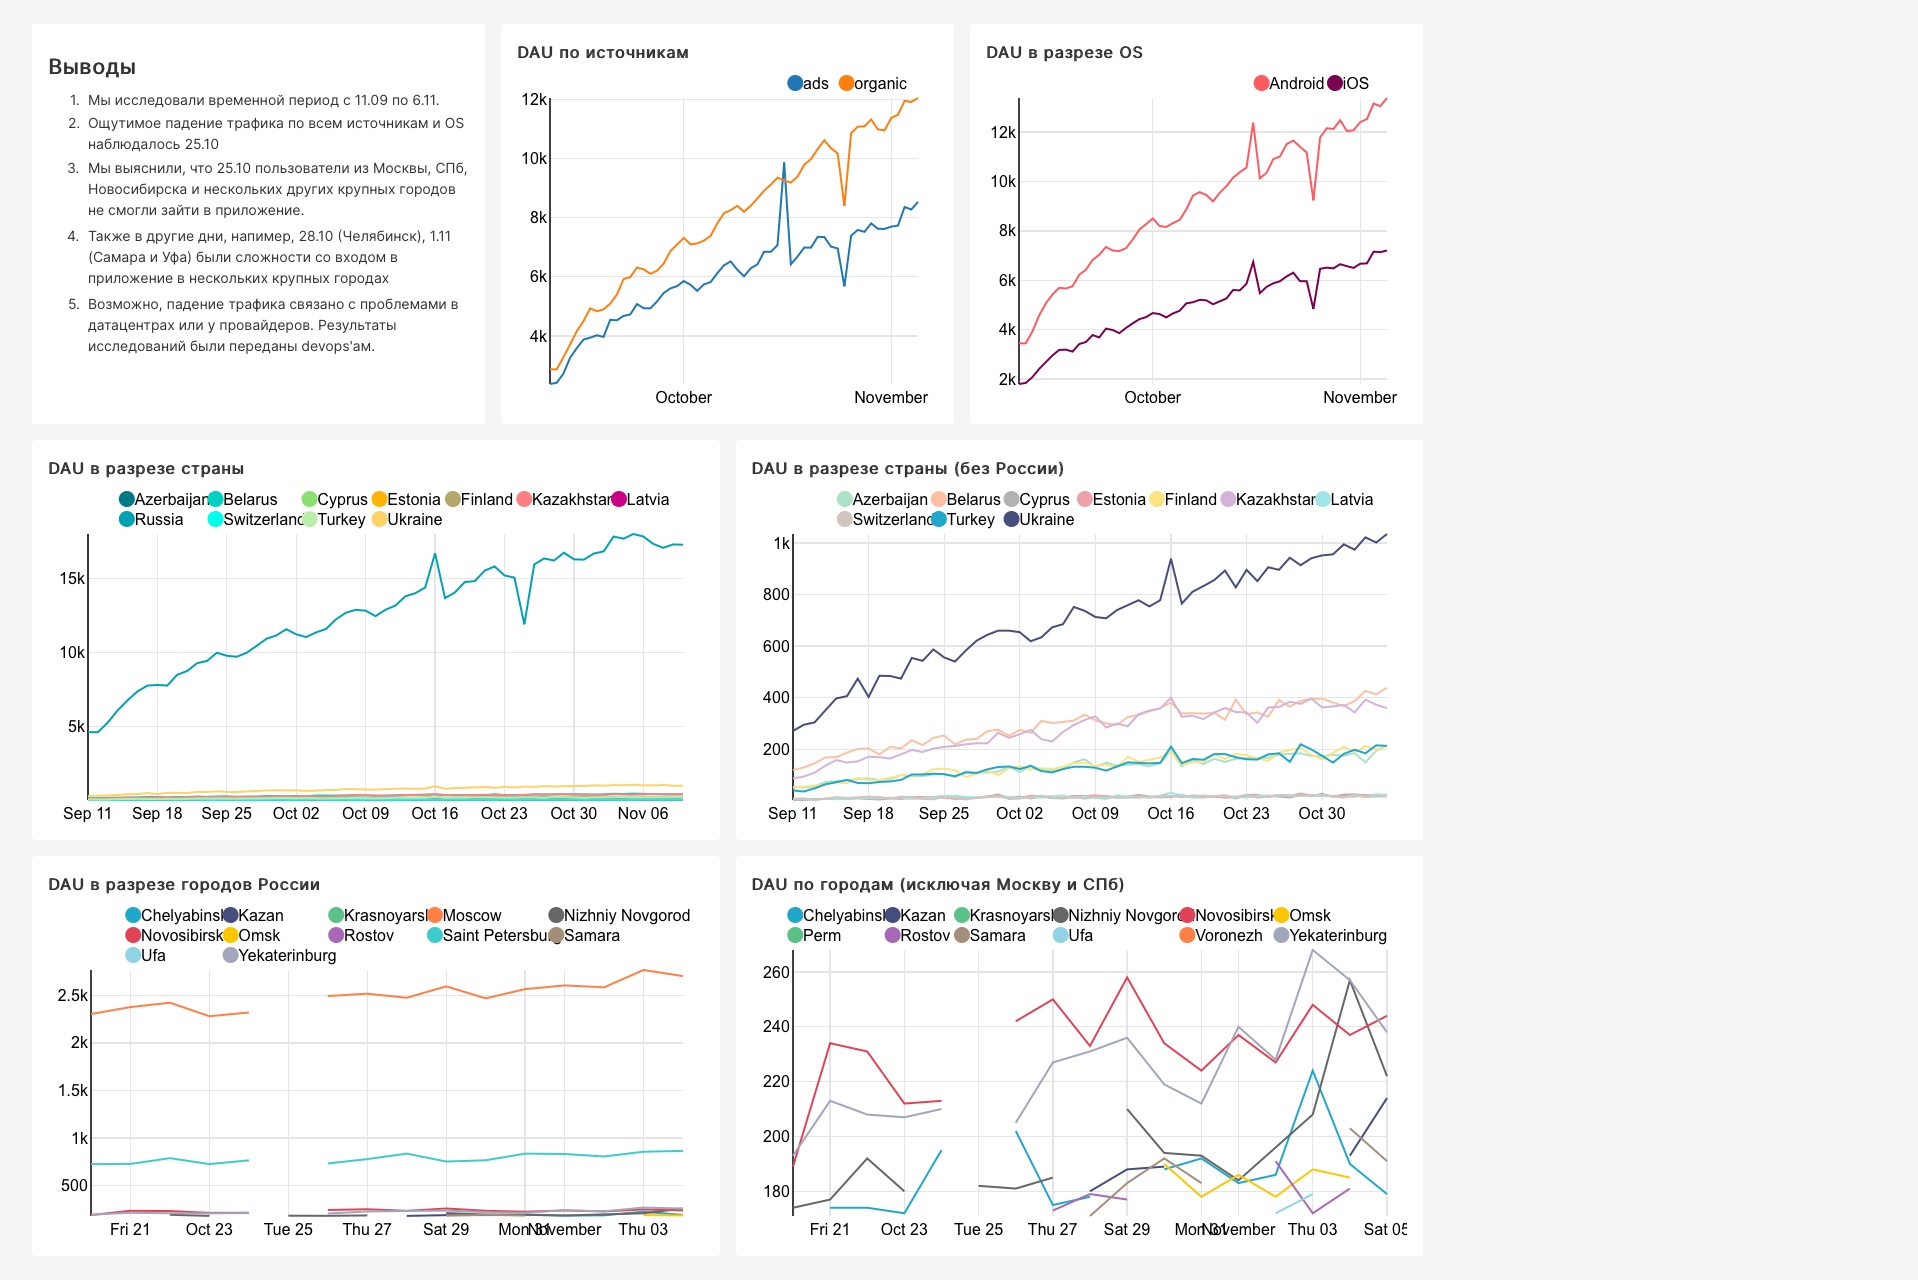 Выводы
1. Мы исследовали временной период с 11.09 по 6.11.
2. Ощутимое падение трафика по всем источникам и OS
наблюдалось 25.10
3. Мы выяснили, что 25.10 пользователи из Москвы, СПб,
Новосибирска и нескольких других крупных городов
не смогли зайти в приложение.
4. Также в другие дни, напимер, 28.10 (Челябинск), 1.11
(Самара и Уфа) были сложности со входом в
приложение в нескольких крупных городах
5. Возможно, падение трафика связано с проблемами в
датацентрах или у провайдеров. Результаты
исследований были переданы devops'ам.
DAU по источникам
ads organic
12k
10k
8k
6k
4k
October November
DAU в разрезе OS
Android iOS
12k
10k
8k
6k
4k
2k
October November
DAU в разрезе страны
Azerbaijan Belarus Cyprus Estonia Finland Kazakhstan Latvia
Russia Switzerland Turkey Ukraine
15k
10k
5k
Sep 11 Sep 18 Sep 25 Oct 02 Oct 09 Oct 16 Oct 23 Oct 30 Nov 06
DAU в разрезе страны (без России)
Azerbaijan Belarus Cyprus Estonia Finland Kazakhstan Latvia
Switzerland Turkey Ukraine
1k
800
600
400
200
Sep 11 Sep 18 Sep 25 Oct 02 Oct 09 Oct 16 Oct 23 Oct 30
DAU в разрезе городов России
Chelyabinsk Kazan Krasnoyarsk Moscow Nizhniy Novgorod
Novosibirsk Omsk Rostov Saint Petersburg Samara
Ufa Yekaterinburg
2.5k
2k
1.5k
1k
500
Fri 21 Oct 23 Tue 25 Thu 27 Sat 29 Mon 31 November Thu 03
DAU по городам (исключая Москву и СПб)
Chelyabinsk Kazan Krasnoyarsk Nizhniy Novgorod Novosibirsk Omsk
Perm Rostov Samara Ufa Voronezh Yekaterinburg
260
240
220
200
180
Fri 21 Oct 23 Tue 25 Thu 27 Sat 29 Mon 31 November Thu 03 Sat 05